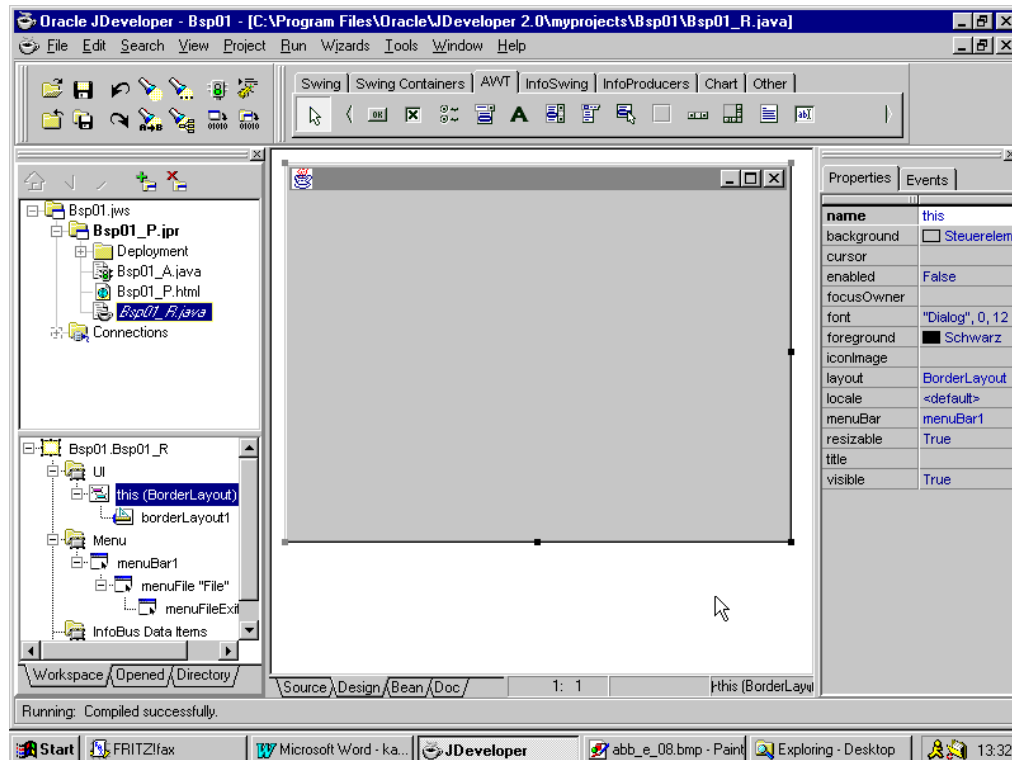 Oracle JDeveloper - Bsp01 - [C:\Program Files\Oracle\JDeveloper 2.0\myprojects\Bsp01\Bsp01_R.java]
File Edit Search View Project Run Wizards Tools Window Help
Swing Swing Containers AWT InfoSwing InfoProducers Chart Other
Bsp01.jws
Bsp01_P.jpr
Deployment
Bsp01_A.java
Bsp01_P.html
Bsp01_R.java
Connections
Bsp01.Bsp01_R
UI
this (BorderLayout)
borderLayout1
Menu
menuBar1
menuFile "File"
menuFileExit
InfoBus Data Items
Workspace Opened Directory
Source Design Bean Doc
1: 1
this (BorderLayou
Properties Events
name this
background Steuerelem
cursor
enabled False
focusOwner
font "Dialog", 0, 12
foreground Schwarz
iconImage
layout BorderLayout
locale <default>
menuBar menuBar1
resizable True
title
visible True
Running: Compiled successfully.
Start FRITZ!fax Microsoft Word - ka... JDeveloper abb_e_08.bmp - Paint Exploring - Desktop 13:32